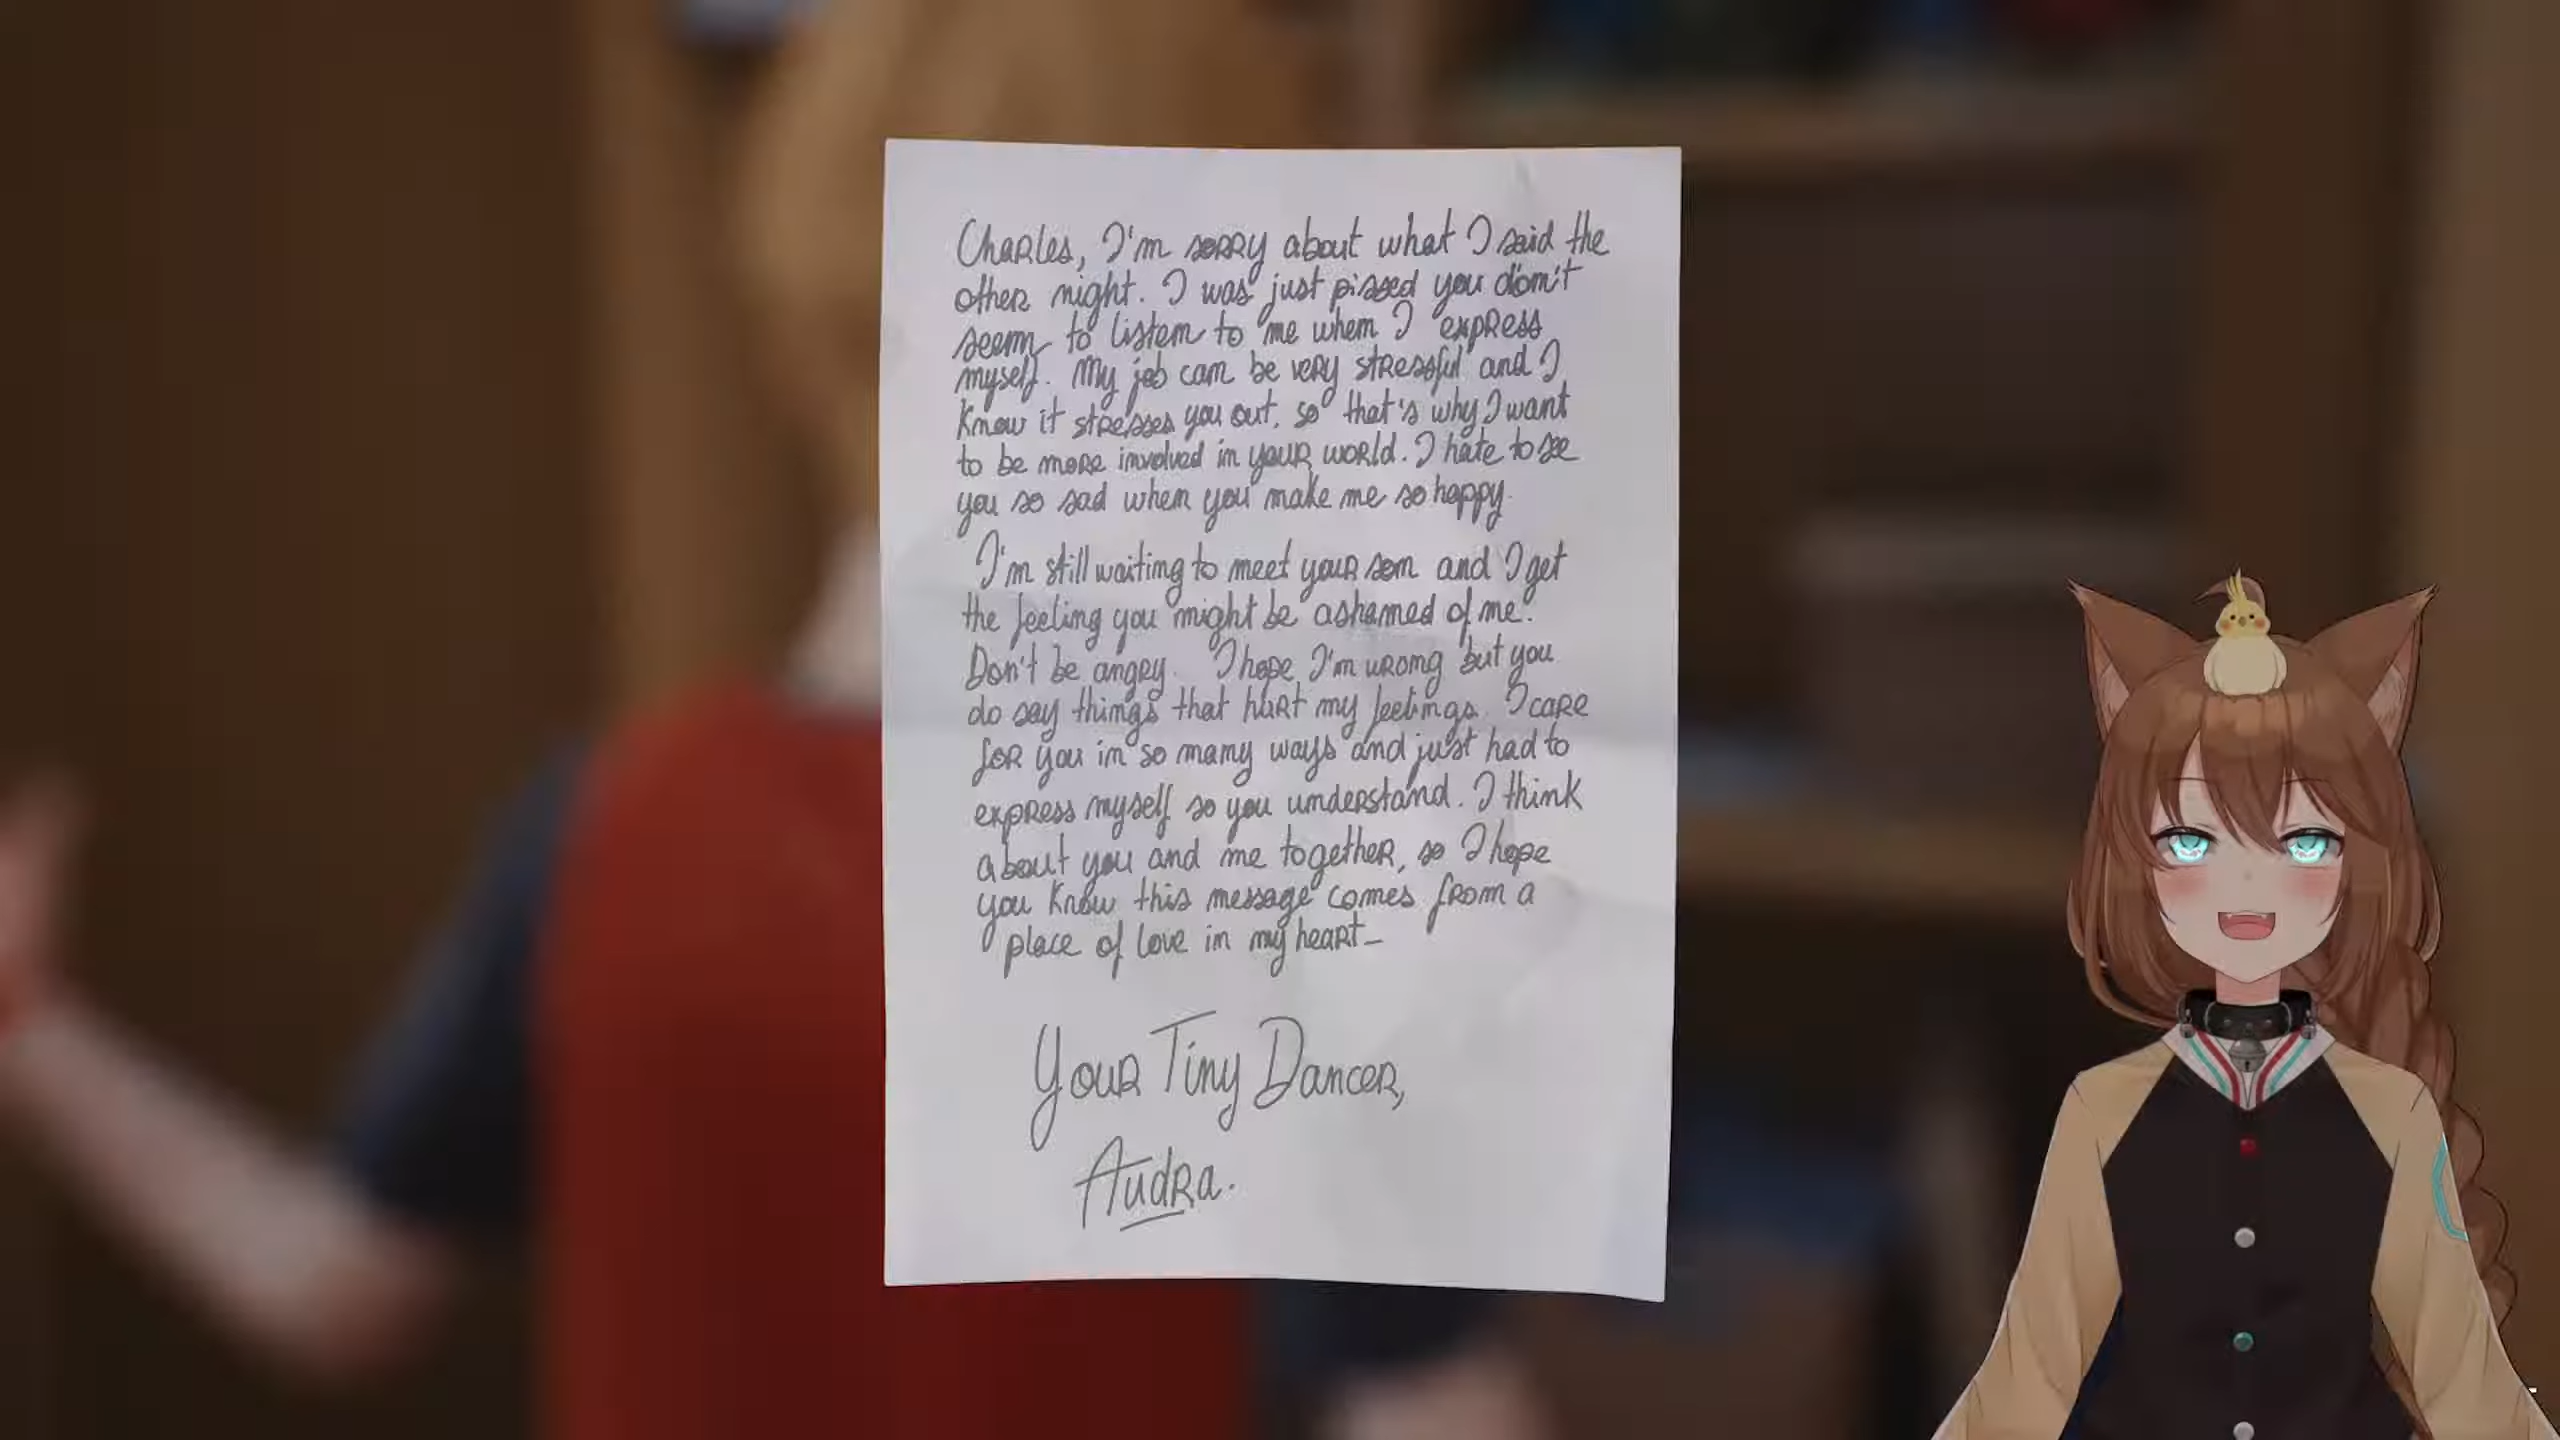 Charles, I'm sorry about what I said the
other night. I was just pissed you don't
seem to listen to me when I express
myself. My job can be very stressful and I
know it stresses you out, so that's why I want
to be more involved in your world. I hate to see
you so sad when you make me so happy.
I'm still waiting to meet your son and I get
the feeling you might be ashamed of me.
Don't be angry. I hope I'm wrong but you
do say things that hurt my feelings. I care
for you in so many ways and just had to
express myself so you understand. I think
about you and me together, so I hope
you know this message comes from a
place of love in my heart_
Your Tiny Dancer,
Audra.